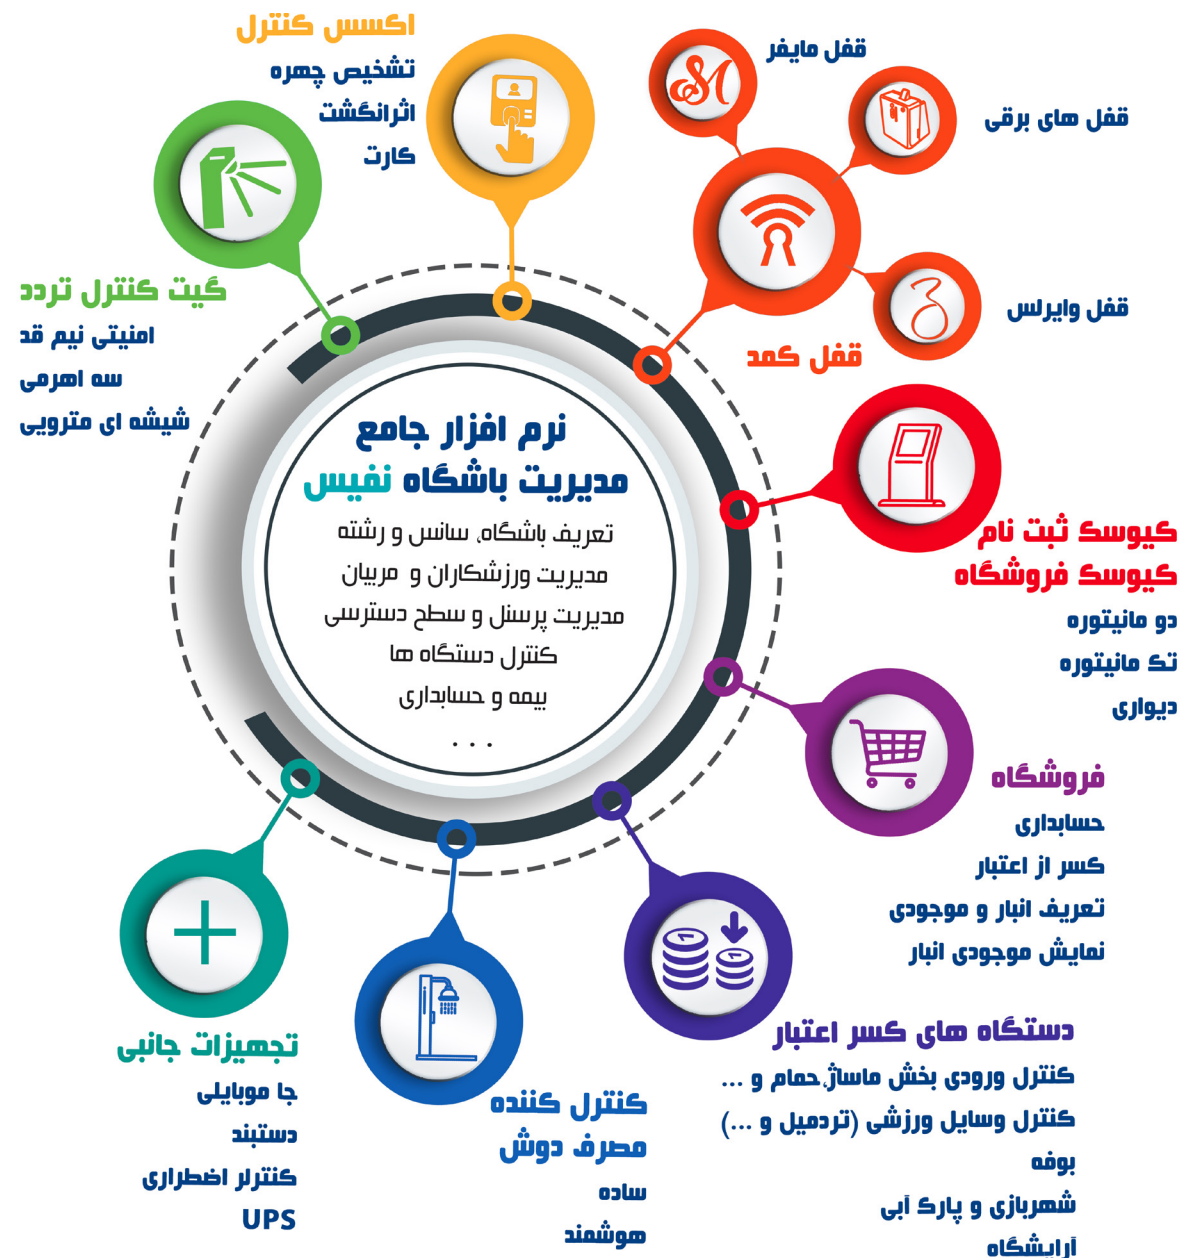 اکسس کنترل
تشخیص چهره
اثرانگشت
کارت
قفل مایفر
قفل های برقی
قفل وایرلس
قفل کمد
گیت کنترل تردد
امنیتی نیم قد
سه اهرمی
شیشه ای مترویی
نرم افزار جامع
مدیریت باشگاه نفیس
تعریف باشگاه، سانس و رشته
مدیریت ورزشکاران و مربیان
مدیریت پرسنل و سطح دسترسی
کنترل دستگاه ها
بیمه و حسابداری
...
کیوسک ثبت نام
کیوسک فروشگاه
دو مانیتوره
تک مانیتوره
دیواری
فروشگاه
حسابداری
کسر از اعتبار
تعریف انبار و موجودی
نمایش موجودی انبار
دستگاه های کسر اعتبار
کنترل ورودی بخش ماساژ،حمام و ...
کنترل وسایل ورزشی (تردمیل و ...)
بوفه
شهربازی و پارک آبی
آرایشگاه
کنترل کننده
مصرف دوش
ساده
هوشمند
تجهیزات جانبی
جا موبایلی
دستبند
کنترلر اضطراری
UPS